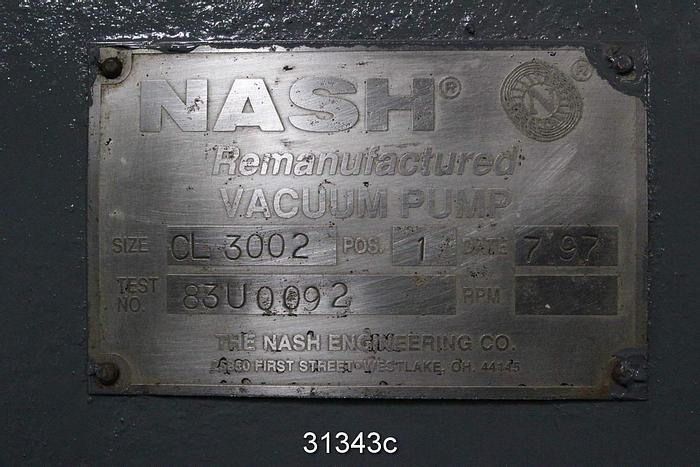 NASH®
N ®
Remanufactured
VACUUM PUMP
SIZE CL 3002 POS. 1 DATE 7 97
TEST NO. 83U0092 RPM
THE NASH ENGINEERING CO.
FIRST STREET • WESTLAKE, OH. 44145
31343c